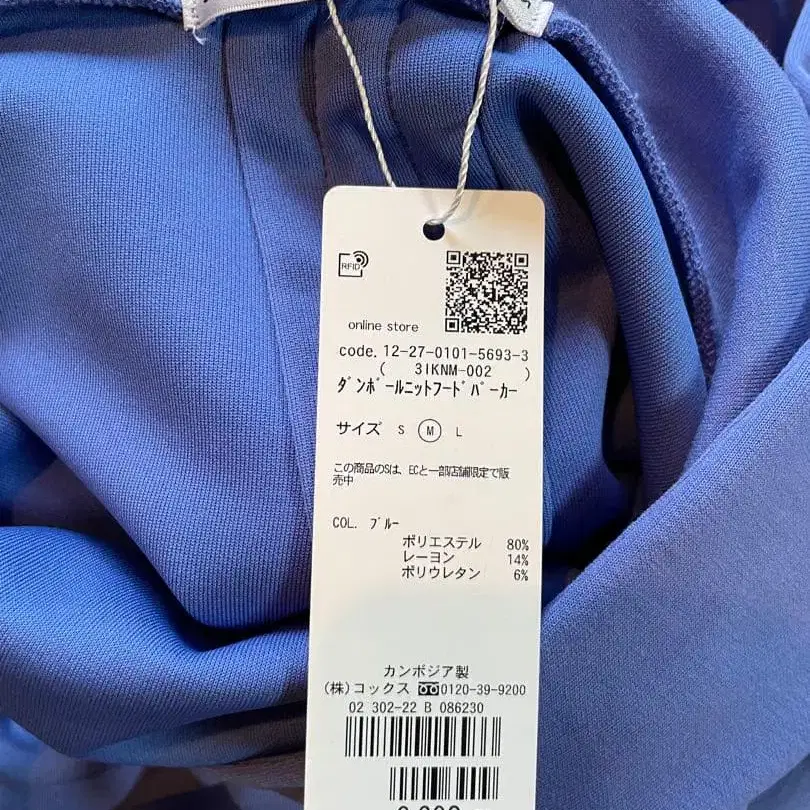 RFID
online store
code. 12-27-0101-5693-3
( 3IKNM-002 )
ﾀﾞﾝﾎﾞｰﾙニットﾌｰﾄﾞﾊﾟｰｶｰ
サイズ S M L
この商品のSは、ECと一部店舗限定で販
売中
COL. ﾌﾞﾙｰ
ポリエステル 80%
レーヨン 14%
ポリウレタン 6%
カンボジア製
(株)コックス 0120-39-9200
02 302-22 B 086230